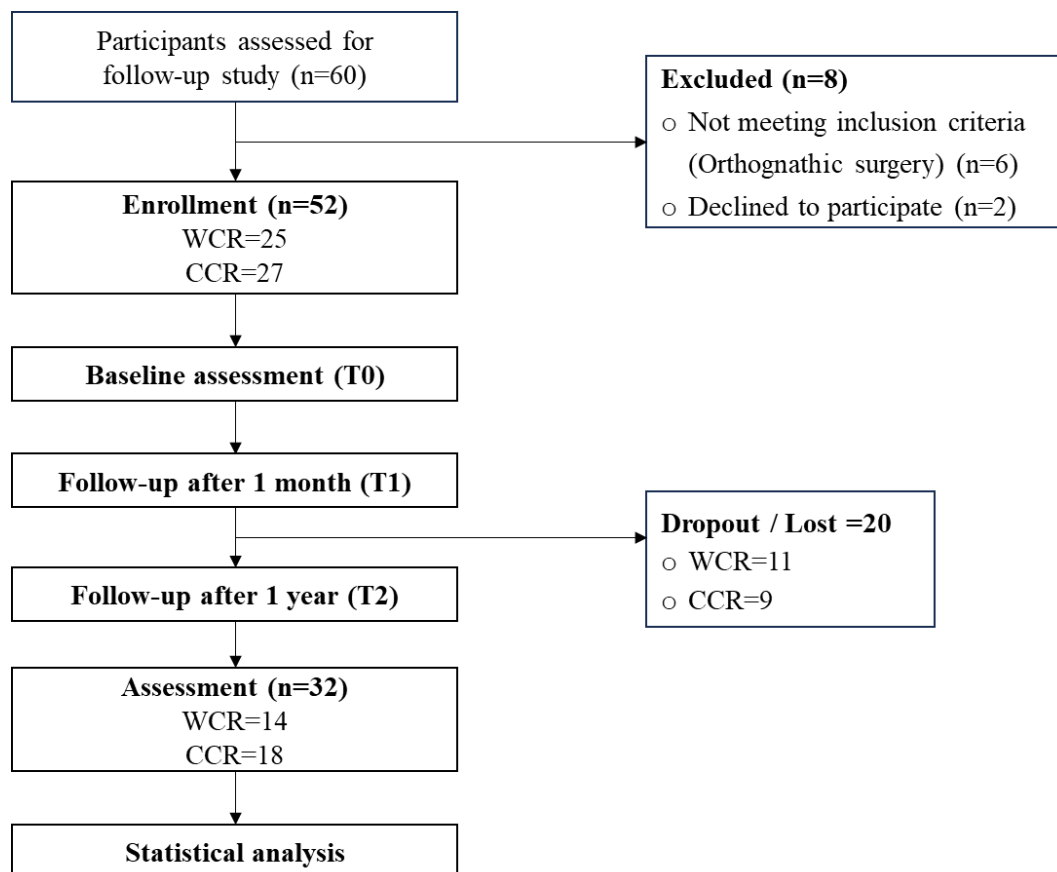 Participants assessed for
follow-up study (n=60)
Excluded (n=8)
○ Not meeting inclusion criteria
(Orthognathic surgery) (n=6)
○ Declined to participate (n=2)
Enrollment (n=52)
WCR=25
CCR=27
Baseline assessment (T0)
Follow-up after 1 month (T1)
Dropout / Lost =20
○ WCR=11
○ CCR=9
Follow-up after 1 year (T2)
Assessment (n=32)
WCR=14
CCR=18
Statistical analysis